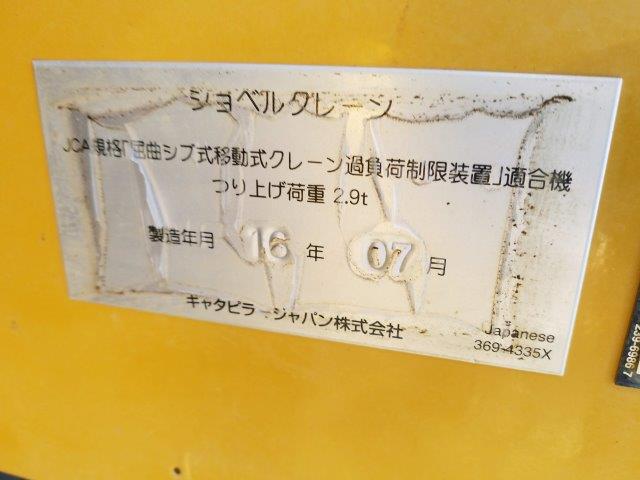 ショベルクレーン
JCA規格「屈曲ジブ式移動式クレーン過負荷制限装置」適合機
つり上げ荷重 2.9t
製造年月 16 年 07 月
キャタピラージャパン株式会社
Japanese
369-4335X
239-6986 7